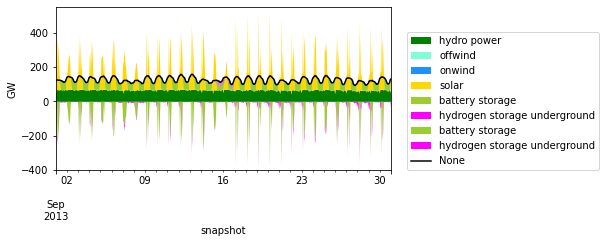 400
200
0
−200
−400
GW
02
09
16
23
30
Sep
2013
snapshot
hydro power
offwind
onwind
solar
battery storage
hydrogen storage underground
battery storage
hydrogen storage underground
None